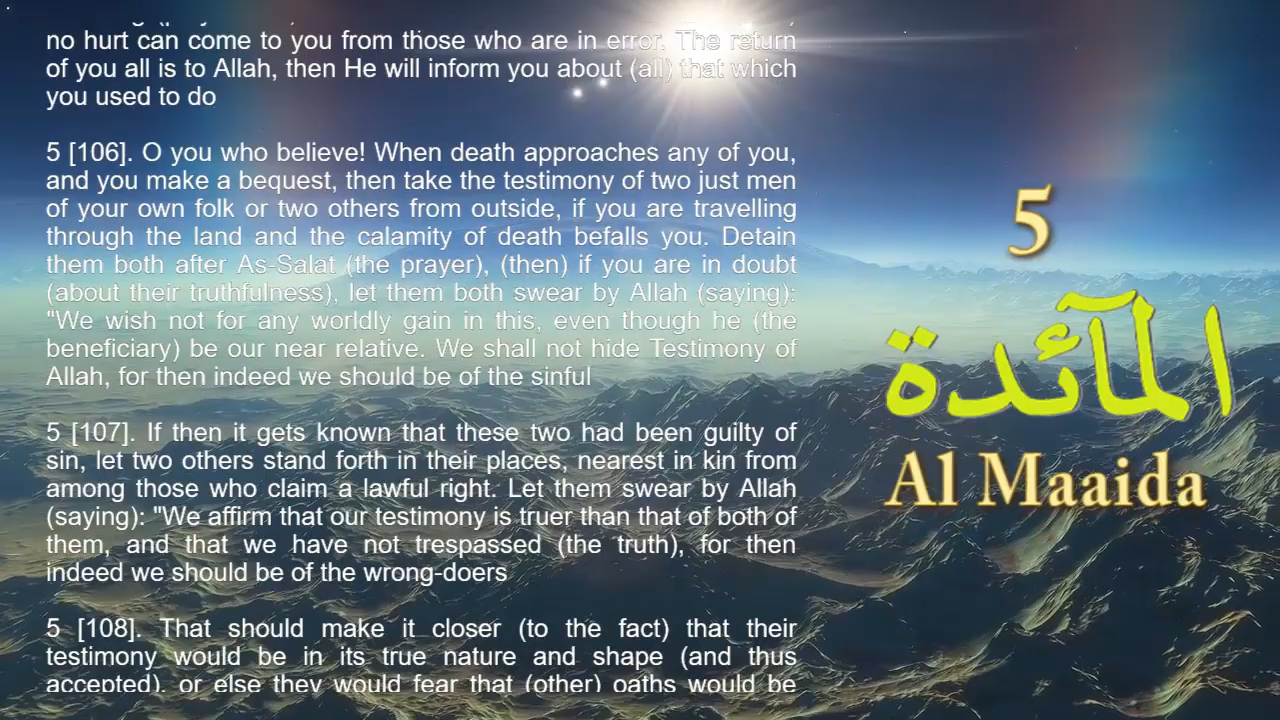 no hurt can come to you from those who are in error. The return
of you all is to Allah, then He will inform you about (all) that which
you used to do
5 [106]. O you who believe! When death approaches any of you,
and you make a bequest, then take the testimony of two just men
of your own folk or two others from outside, if you are travelling
through the land and the calamity of death befalls you. Detain
them both after As-Salat (the prayer), (then) if you are in doubt
(about their truthfulness), let them both swear by Allah (saying):
"We wish not for any worldly gain in this, even though he (the
beneficiary) be our near relative. We shall not hide Testimony of
Allah, for then indeed we should be of the sinful
5 [107]. If then it gets known that these two had been guilty of
sin, let two others stand forth in their places, nearest in kin from
among those who claim a lawful right. Let them swear by Allah
(saying): "We affirm that our testimony is truer than that of both of
them, and that we have not trespassed (the truth), for then
indeed we should be of the wrong-doers
5 [108]. That should make it closer (to the fact) that their
testimony would be in its true nature and shape (and thus
accepted), or else they would fear that (other) oaths would be
5
المآئدة
Al Maaida